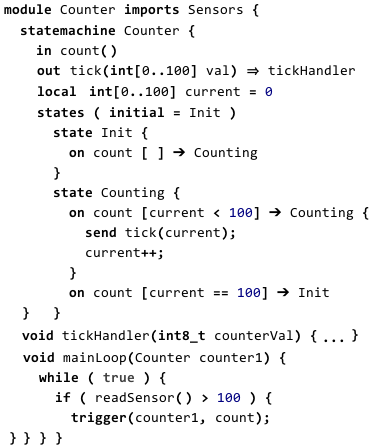 module Counter imports Sensors {
statemachine Counter {
in count()
out tick(int[0..100] val) ⇒ tickHandler
local int[0..100] current = 0
states ( initial = Init )
state Init {
on count [ ] ➔ Counting
}
state Counting {
on count [current < 100] ➔ Counting {
send tick(current);
current++;
}
on count [current == 100] ➔ Init
} }
void tickHandler(int8_t counterVal) { ... }
void mainLoop(Counter counter1) {
while ( true ) {
if ( readSensor() > 100 ) {
trigger(counter1, count);
} } } }